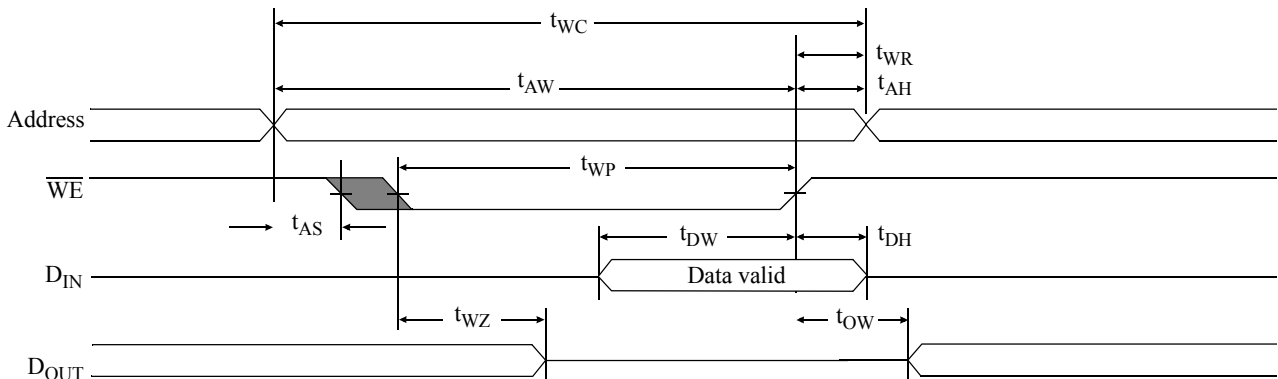 tWC
tWR
tAW
tAH
Address
tWP
WE
tAS
tDW
tDH
DIN
Data valid
tWZ
tOW
DOUT